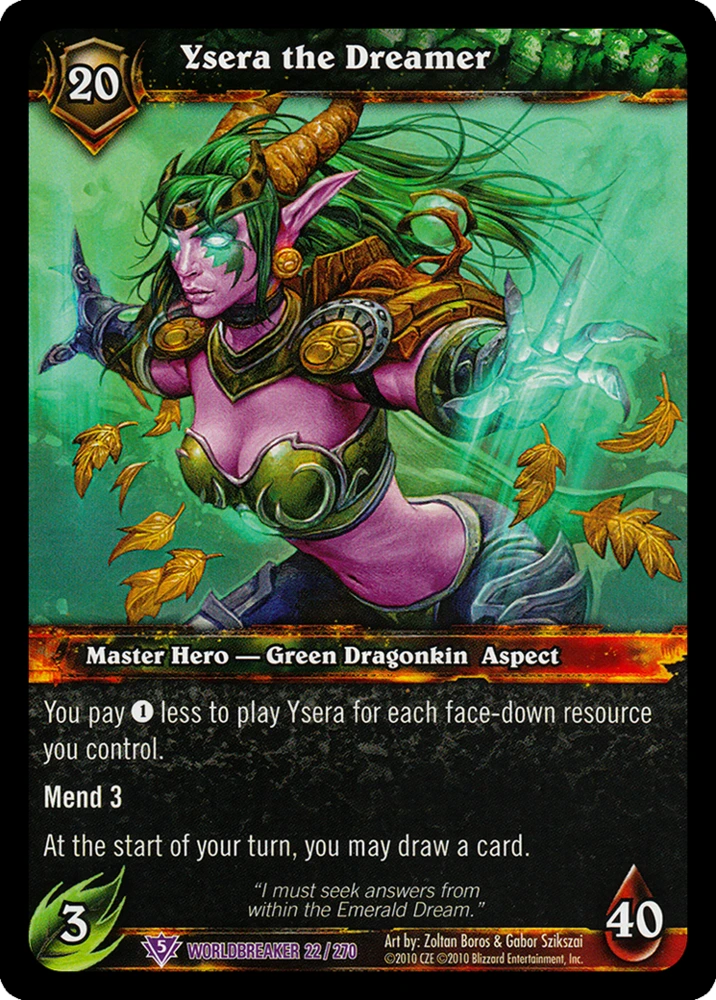 20
Ysera the Dreamer
Master Hero — Green Dragonkin Aspect
You pay 1 less to play Ysera for each face-down resource
you control.
Mend 3
At the start of your turn, you may draw a card.
"I must seek answers from
within the Emerald Dream."
3
40
5 WORLDBREAKER 22 / 270
Art by: Zoltan Boros & Gabor Szikszai
©2010 CZE ©2010 Blizzard Entertainment, Inc.